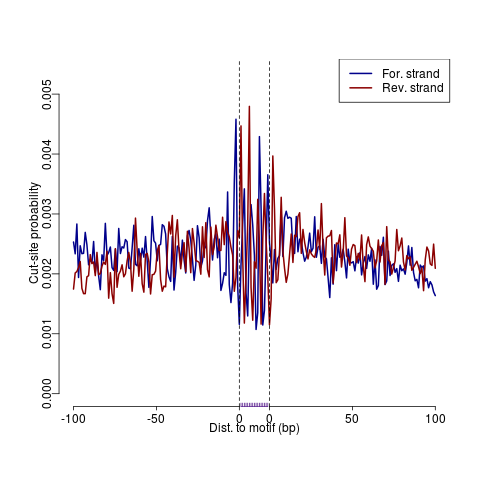 For. strand
Rev. strand
Cut-site probability
0.005
0.004
0.003
0.002
0.001
0.000
-100 -50 0 0 50 100
Dist. to motif (bp)